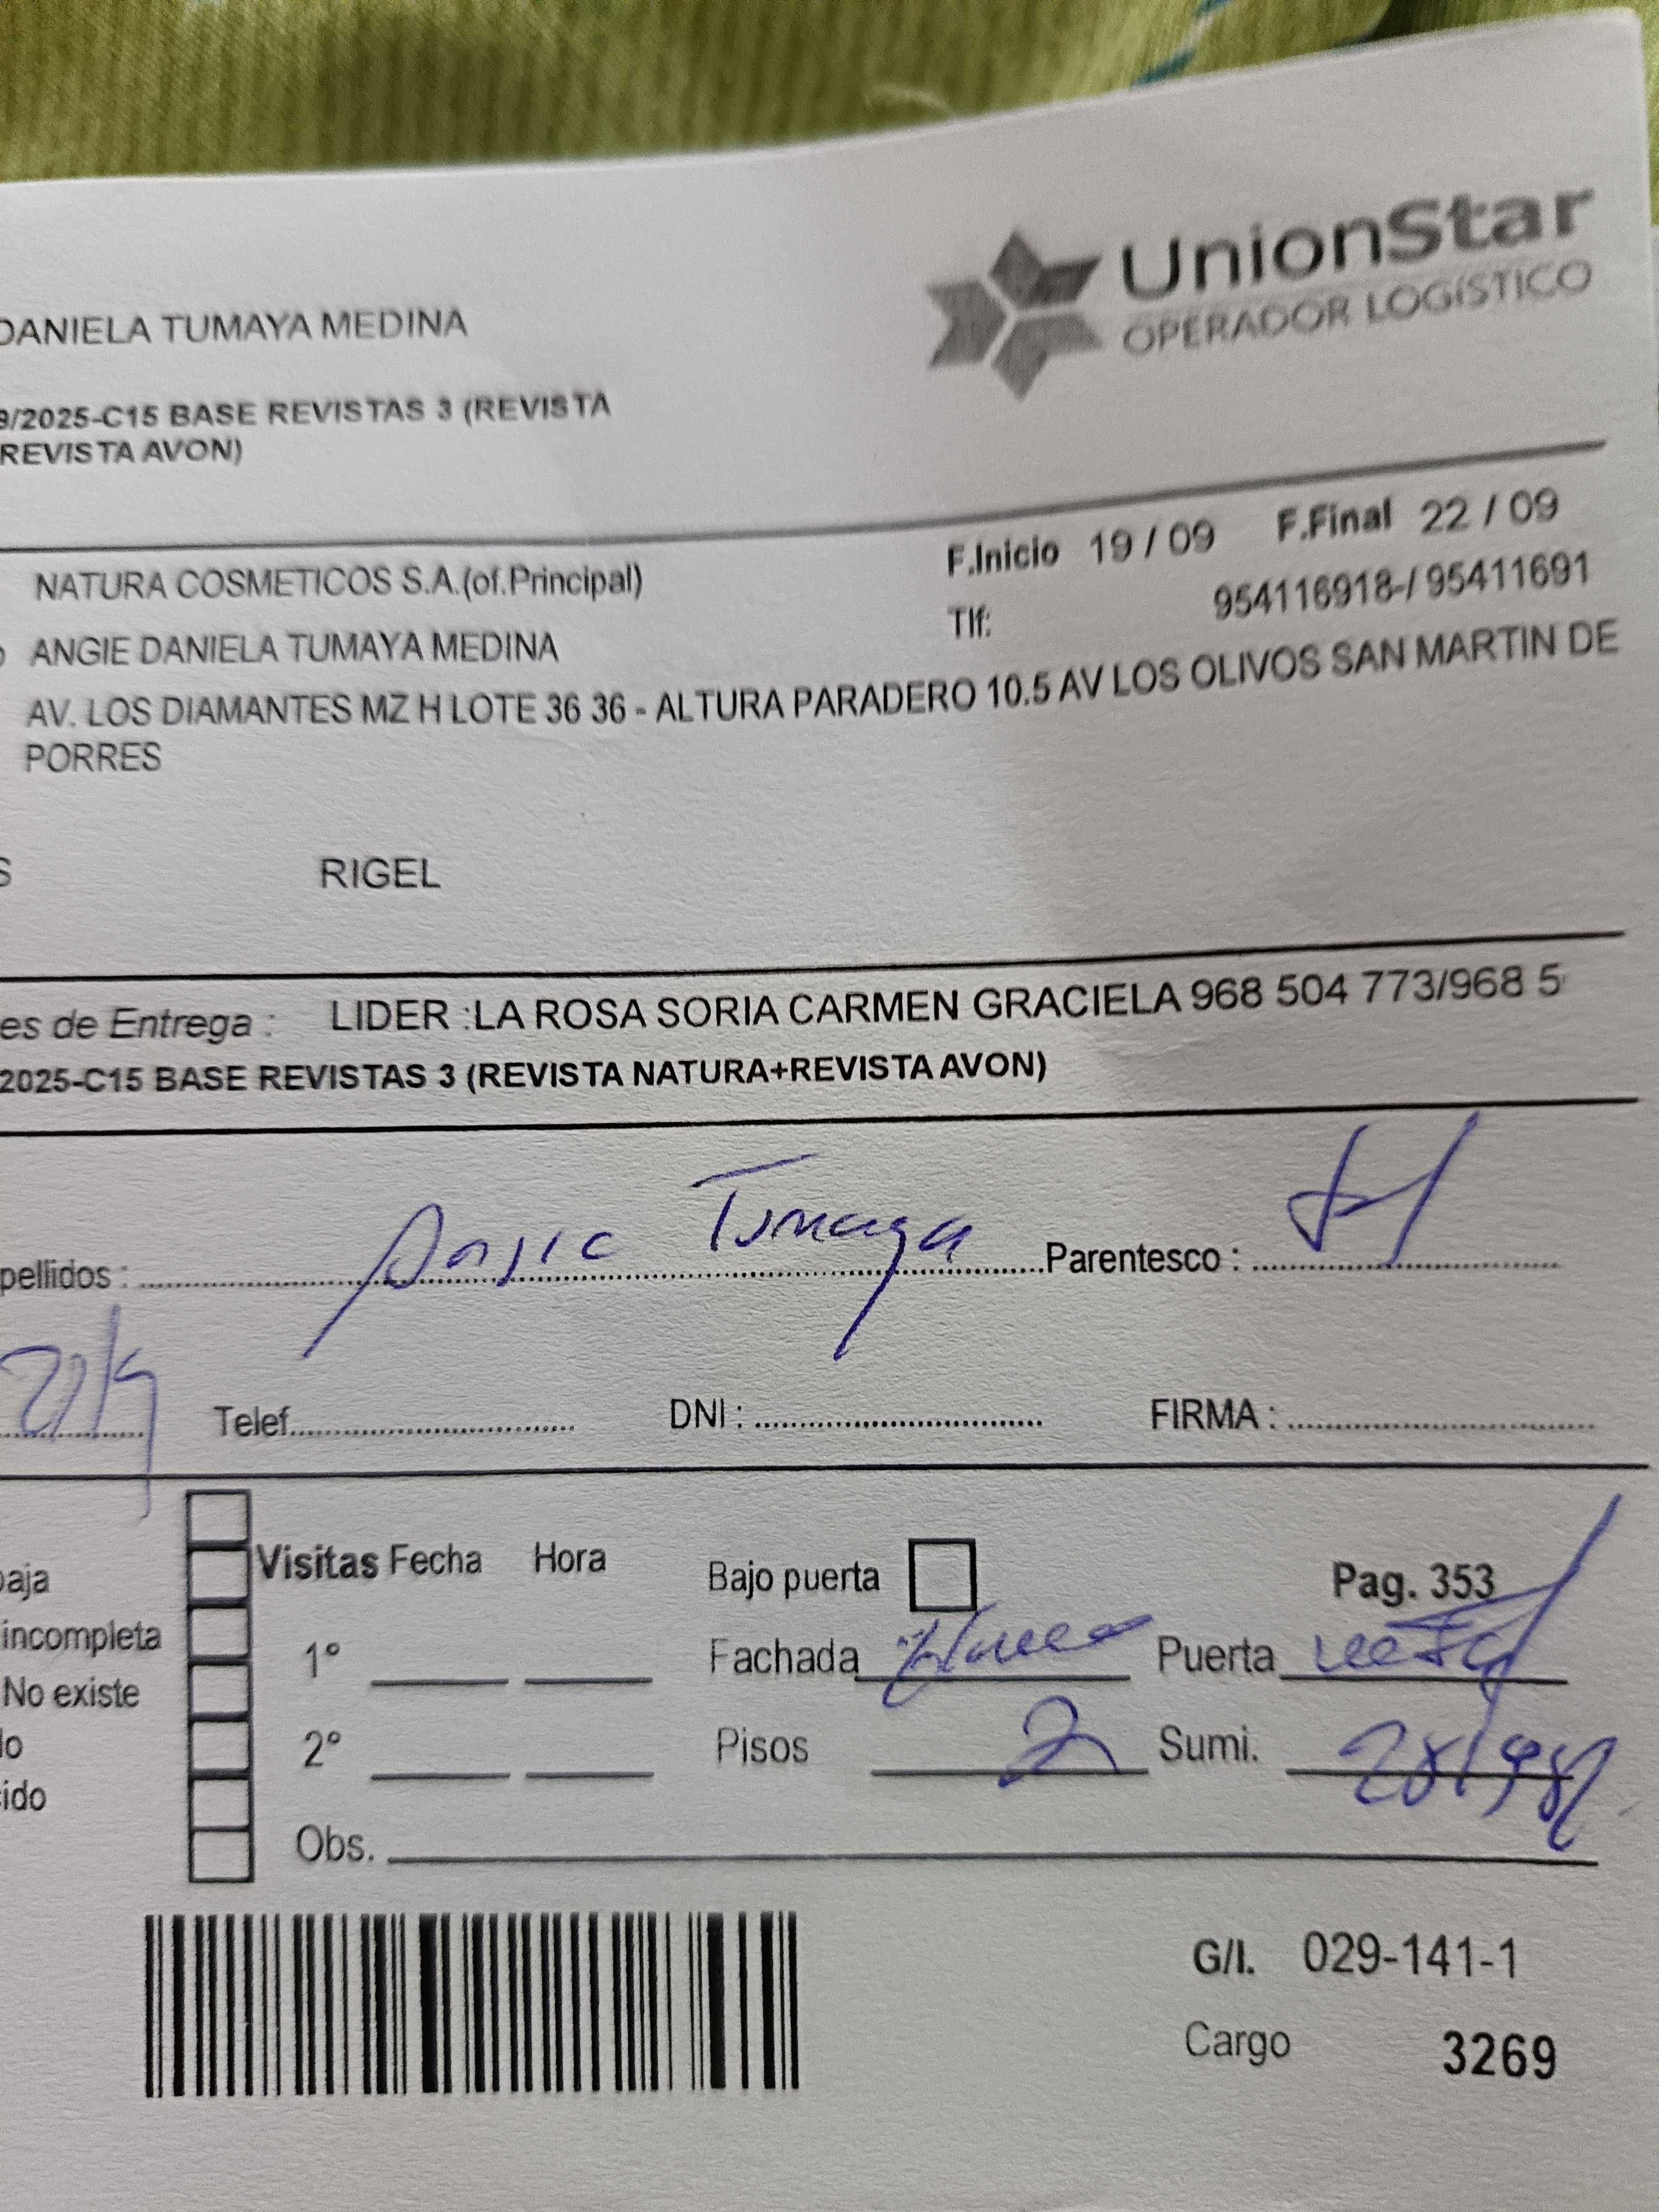 UnionStar
OPERADOR LOGÍSTICO
DANIELA TUMAYA MEDINA
9/2025-C15 BASE REVISTAS 3 (REVISTA
REVISTA AVON)
F.Inicio 19 / 09 F.Final 22 / 09
NATURA COSMETICOS S.A.(of.Principal)
Tlf: 954116918-/ 95411691
ANGIE DANIELA TUMAYA MEDINA
AV. LOS DIAMANTES MZ H LOTE 36 36 - ALTURA PARADERO 10.5 AV LOS OLIVOS SAN MARTIN DE
PORRES
S RIGEL
es de Entrega : LIDER :LA ROSA SORIA CARMEN GRACIELA 968 504 773/968 5
2025-C15 BASE REVISTAS 3 (REVISTA NATURA+REVISTA AVON)
pellidos : Angie Tumaya Parentesco :
Telef. DNI : FIRMA :
Visitas Fecha Hora Bajo puerta Pag. 353
baja
incompleta 1° Fachada Puerta
No existe
2° Pisos 2 Sumi.
ido
Obs.
G/I. 029-141-1
Cargo 3269